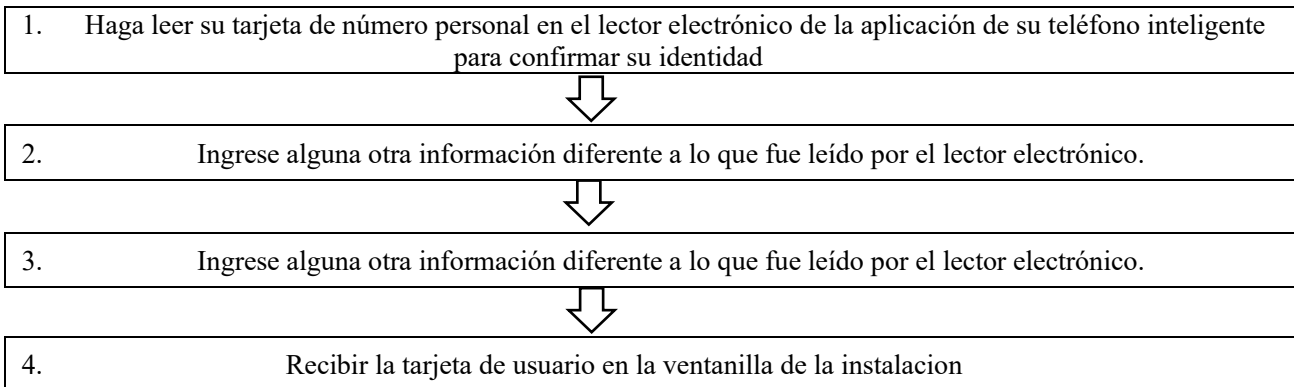 1. Haga leer su tarjeta de número personal en el lector electrónico de la aplicación de su teléfono inteligente
para confirmar su identidad
2. Ingrese alguna otra información diferente a lo que fue leído por el lector electrónico.
3. Ingrese alguna otra información diferente a lo que fue leído por el lector electrónico.
4. Recibir la tarjeta de usuario en la ventanilla de la instalacion